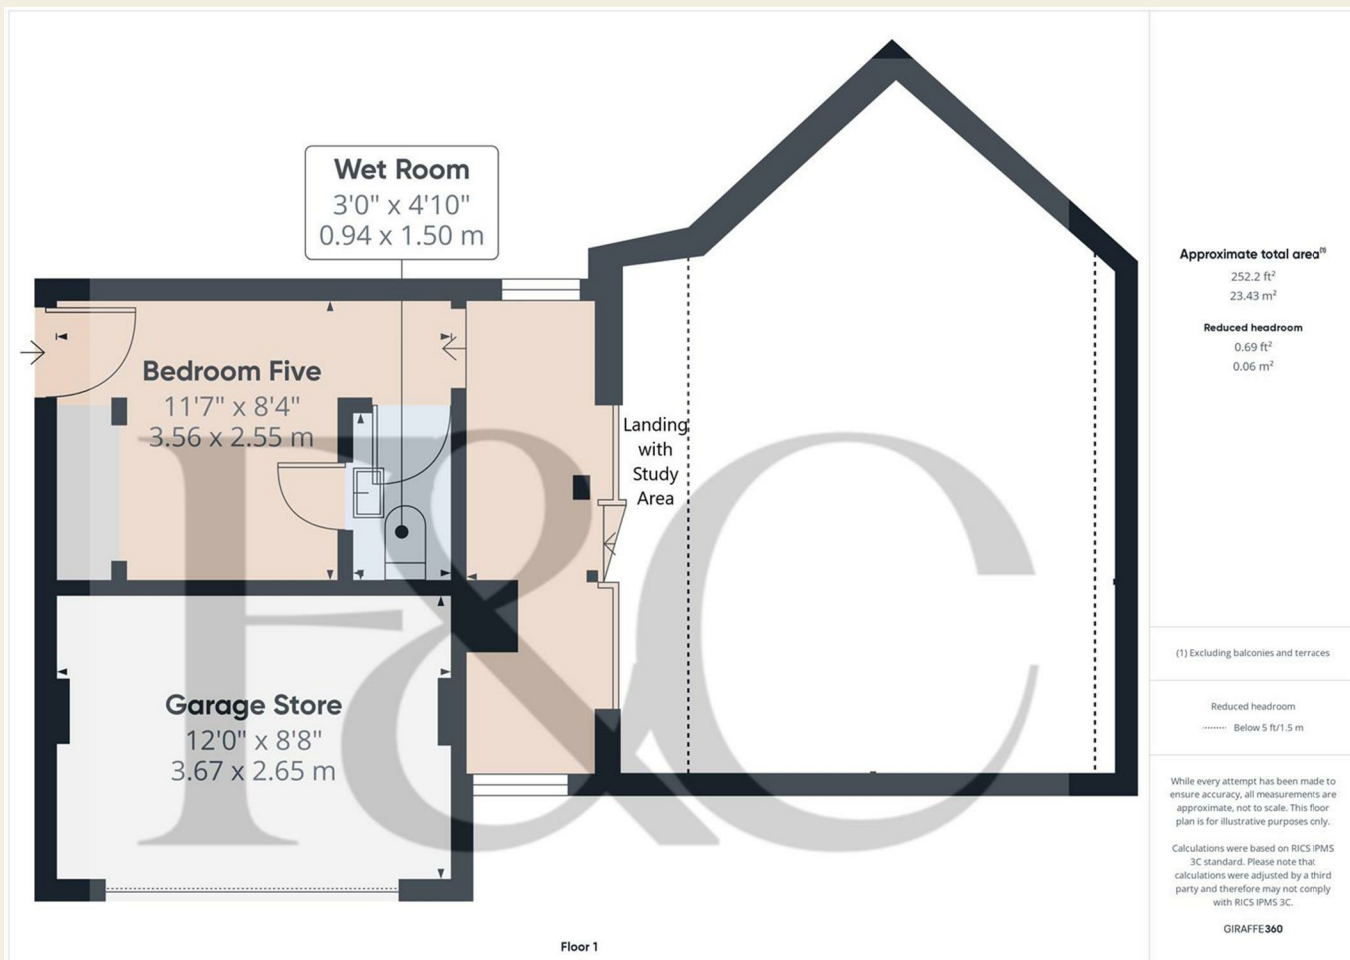 Wet Room
3'0" x 4'10"
0.94 x 1.50 m
Bedroom Five
11'7" x 8'4"
3.56 x 2.55 m
Landing
with
Study
Area
Garage Store
12'0" x 8'8"
3.67 x 2.65 m
F&C
Floor 1
Approximate total area(1)
252.2 ft²
23.43 m²
Reduced headroom
0.69 ft²
0.06 m²
(1) Excluding balconies and terraces
Reduced headroom
Below 5 ft/1.5 m
While every attempt has been made to
ensure accuracy, all measurements are
approximate, not to scale. This floor
plan is for illustrative purposes only.
Calculations were based on RICS IPMS
3C standard. Please note that
calculations were adjusted by a third
party and therefore may not comply
with RICS IPMS 3C.
GIRAFFE360